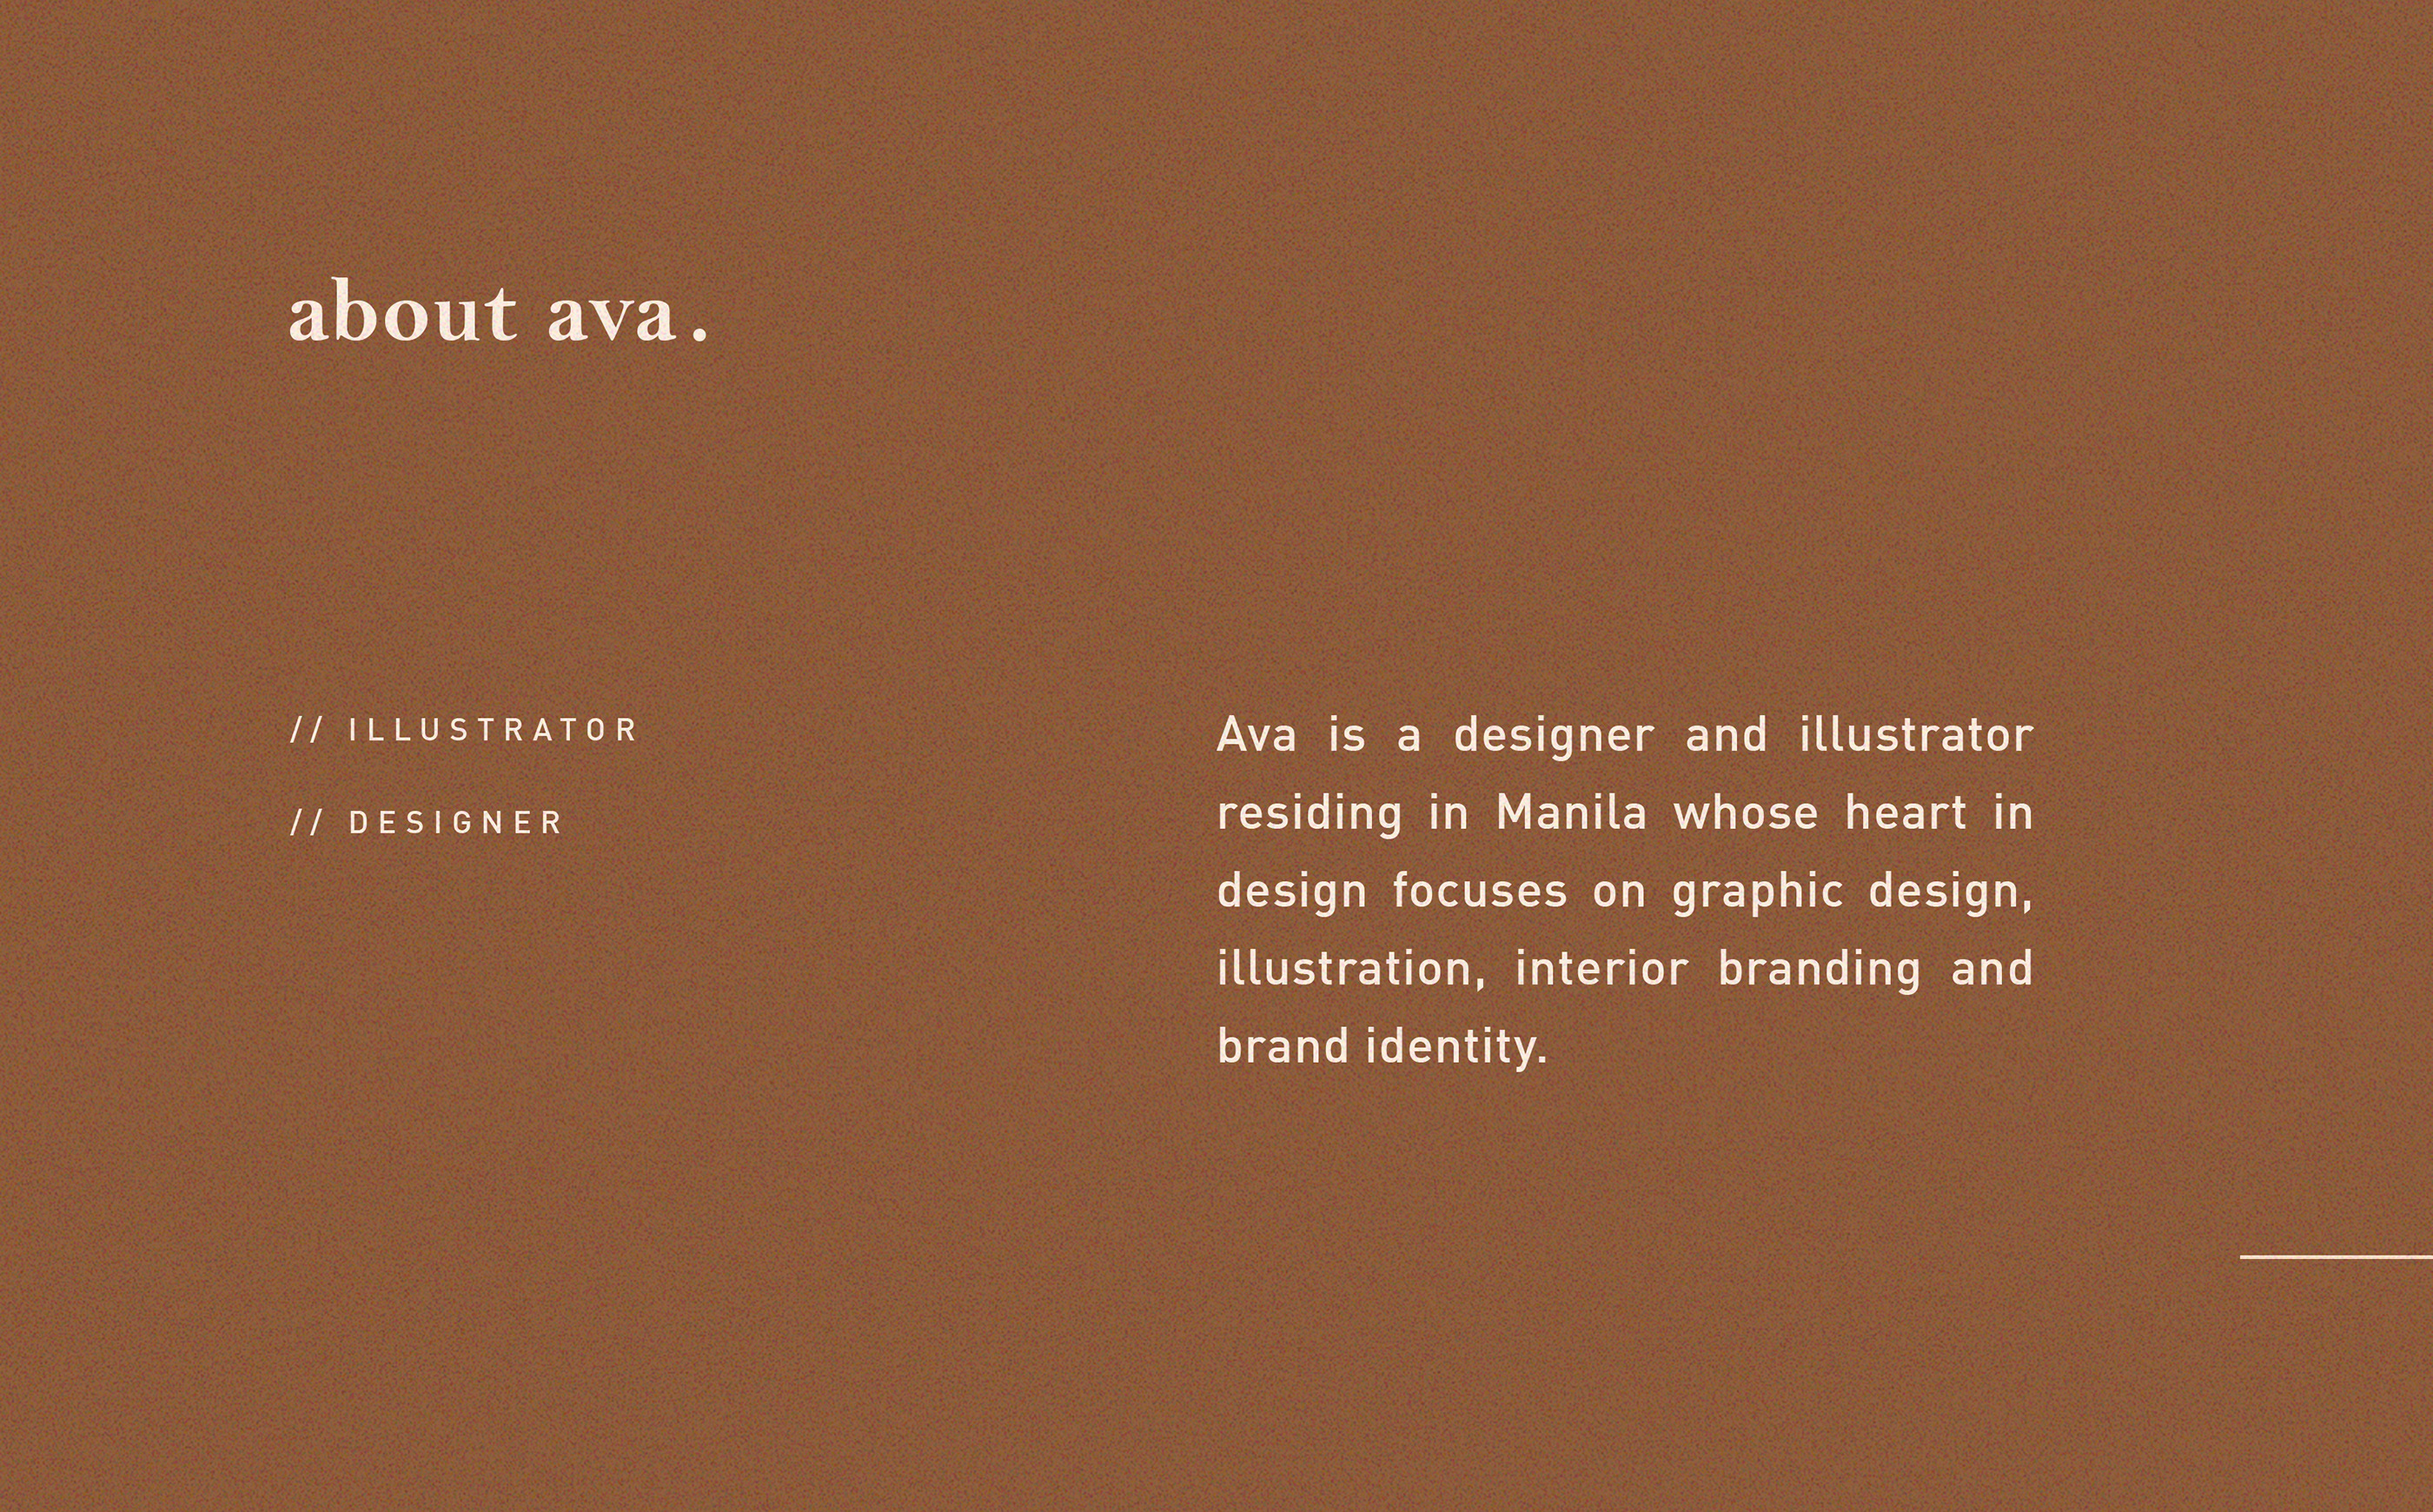 about ava.
// ILLUSTRATOR
// DESIGNER
Ava is a designer and illustrator
residing in Manila whose heart in
design focuses on graphic design,
illustration, interior branding and
brand identity.